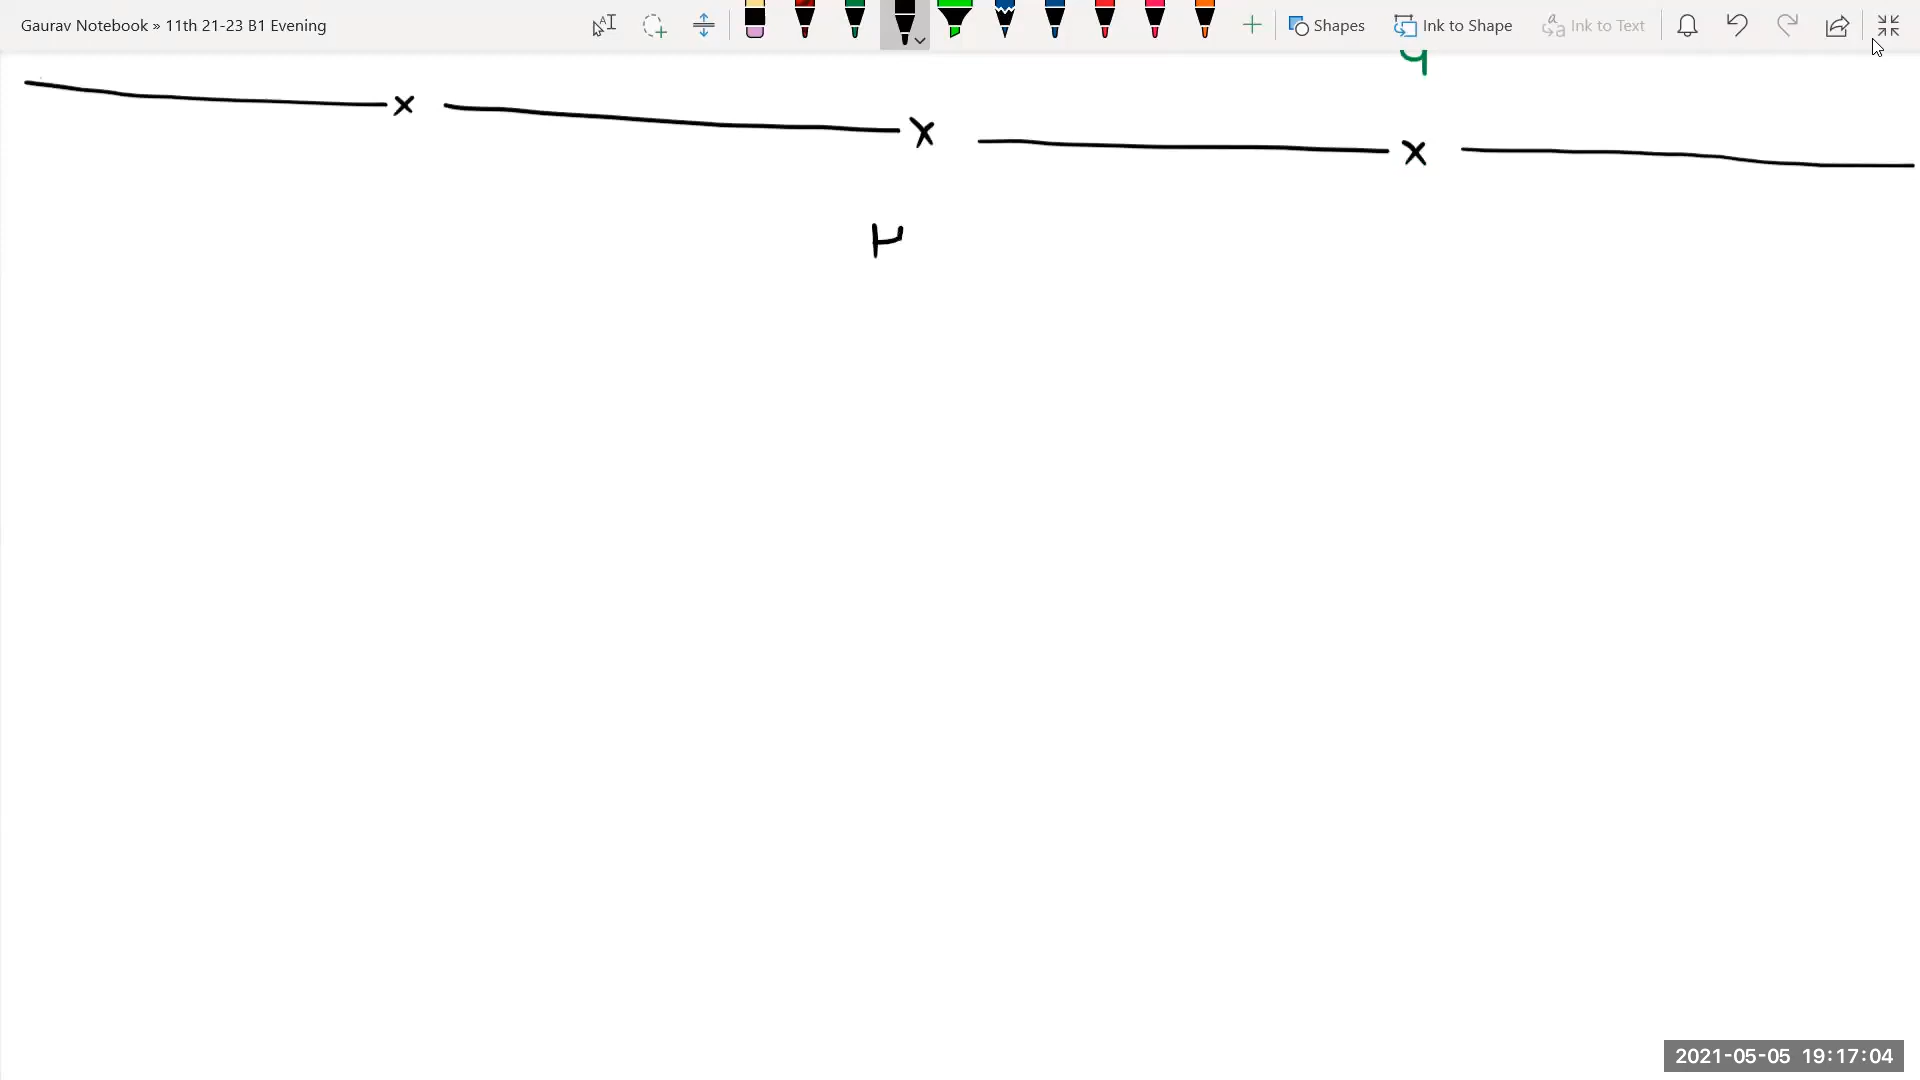 Gaurav Notebook » 11th 21-23 B1 Evening
Shapes
Ink to Shape
Ink to Text
x x x
2021-05-05 19:17:04